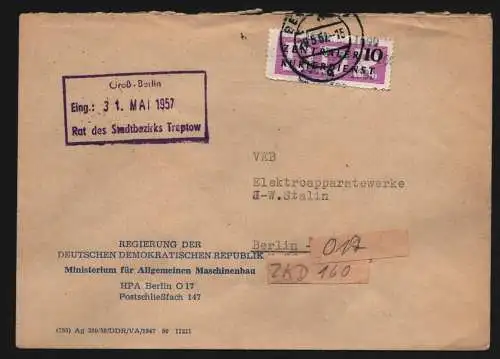 10
ZENTRALER
KURIERDIENST
Groß-Berlin
Eing.: 31. MAI 1957
Rat des Stadtbezirks Treptow
VEB
Elektroapparatewerke
J-W.Stalin
Berlin - 017
ZKD 160
REGIERUNG DER
DEUTSCHEN DEMOKRATISCHEN REPUBLIK
Ministerium für Allgemeinen Maschinenbau
HPA Berlin O 17
Postschließfach 147